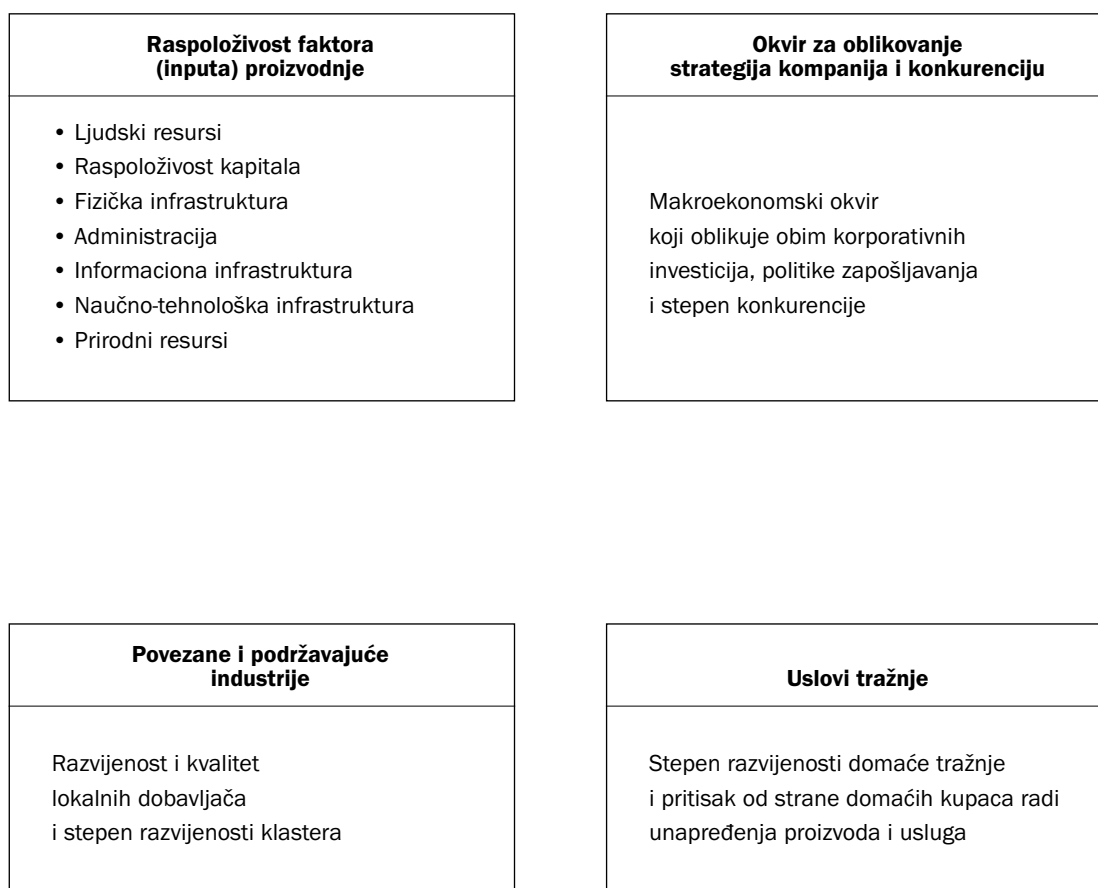 Raspoloživost faktora
(inputa) proizvodnje
• Ljudski resursi
• Raspoloživost kapitala
• Fizička infrastruktura
• Administracija
• Informaciona infrastruktura
• Naučno-tehnološka infrastruktura
• Prirodni resursi
Okvir za oblikovanje
strategija kompanija i konkurenciju
Makroekonomski okvir
koji oblikuje obim korporativnih
investicija, politike zapošljavanja
i stepen konkurencije
Povezane i podržavajuće
industrije
Razvijenost i kvalitet
lokalnih dobavljača
i stepen razvijenosti klastera
Uslovi tražnje
Stepen razvijenosti domaće tražnje
i pritisak od strane domaćih kupaca radi
unapređenja proizvoda i usluga